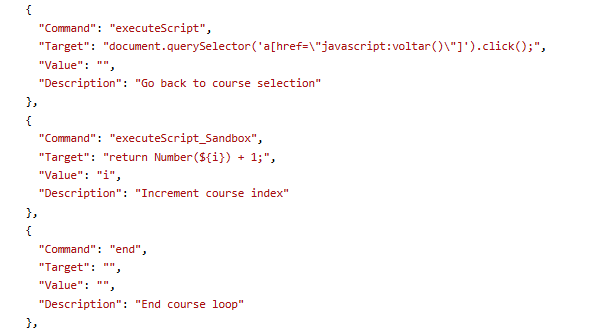 {
"Command": "executeScript",
"Target": "document.querySelector('a[href=\"javascript:voltar()\"]').click();",
"Value": "",
"Description": "Go back to course selection"
},
{
"Command": "executeScript_Sandbox",
"Target": "return Number(${i}) + 1;",
"Value": "i",
"Description": "Increment course index"
},
{
"Command": "end",
"Target": "",
"Value": "",
"Description": "End course loop"
},